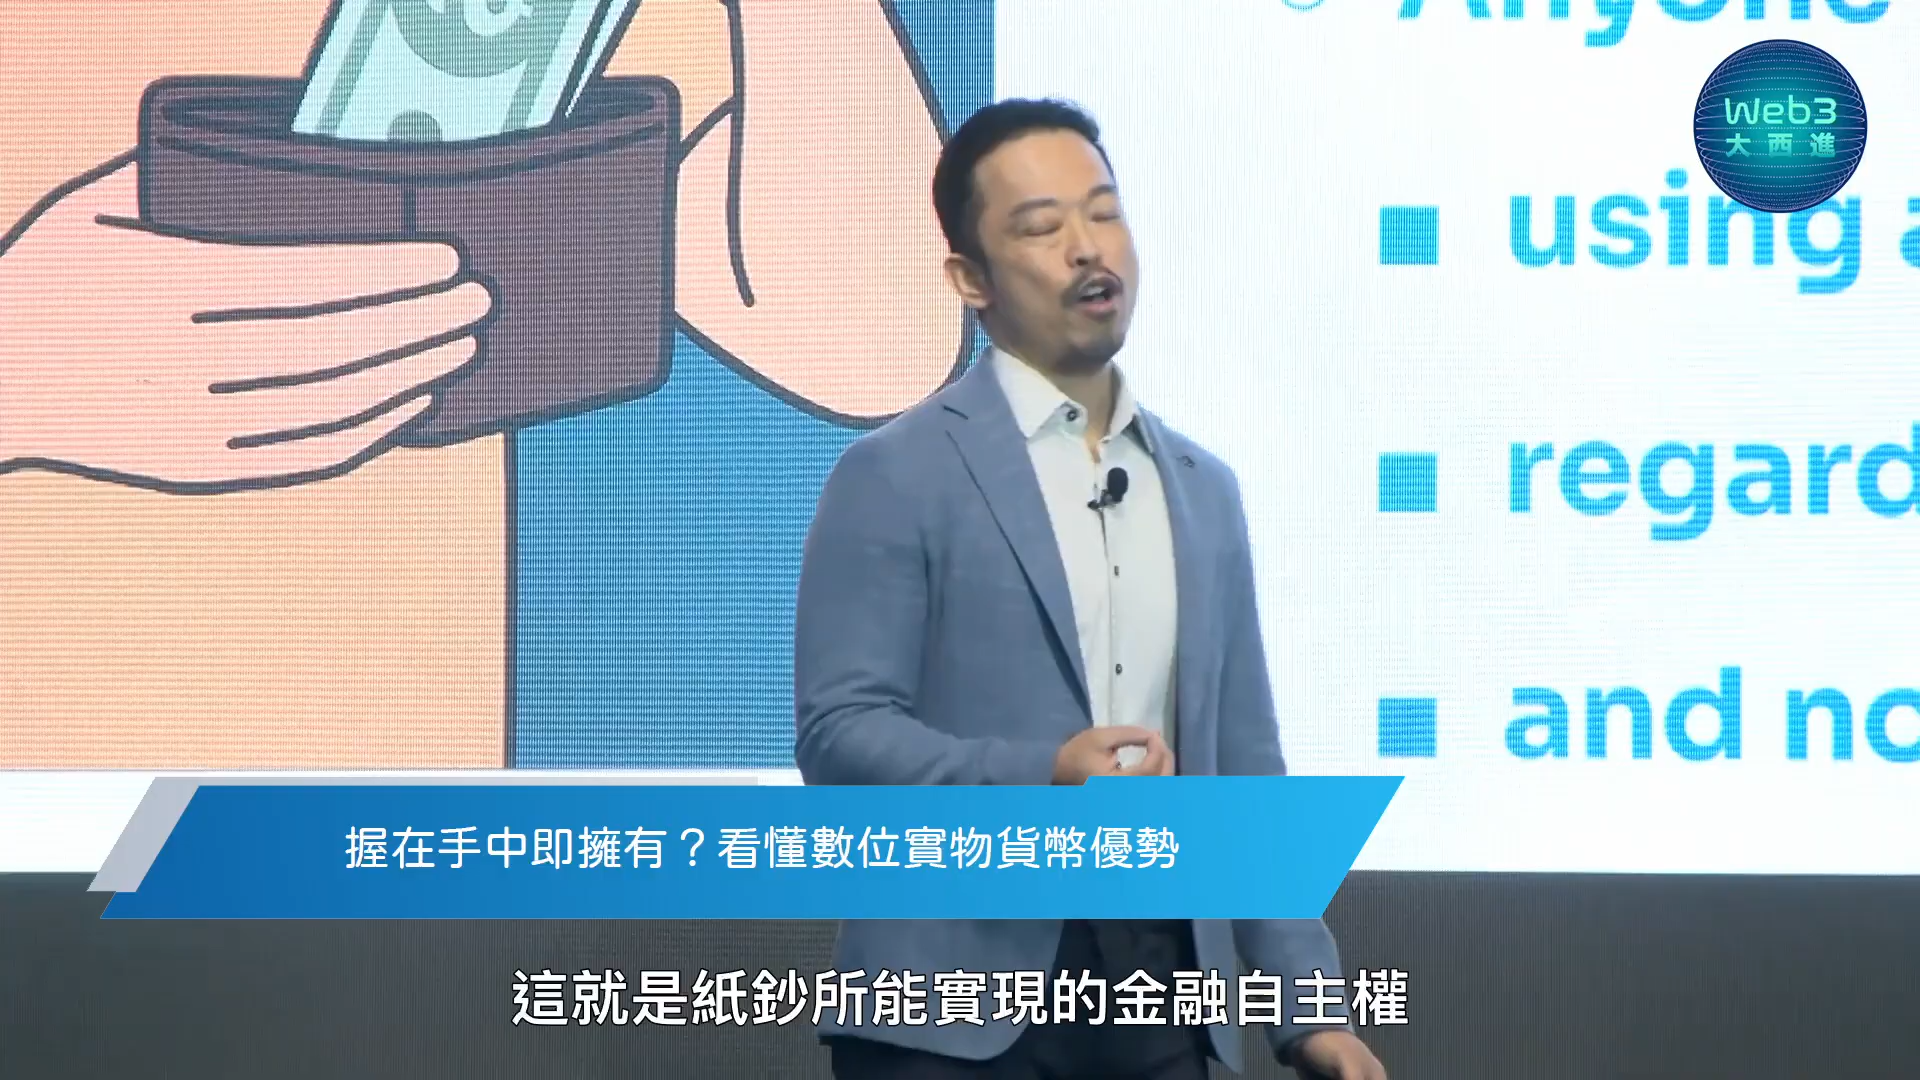 Anyone
Web3
大西進
using
regard
and no
握在手中即擁有？看懂數位實物貨幣優勢
這就是紙鈔所能實現的金融自主權